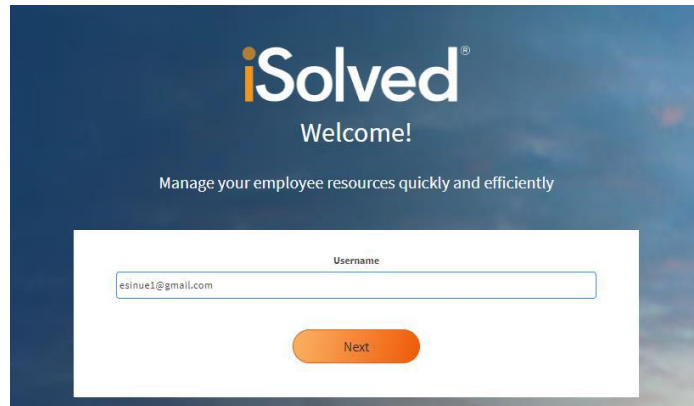 iSolved®
Welcome!
Manage your employee resources quickly and efficiently
Username
esinue1@gmail.com
Next